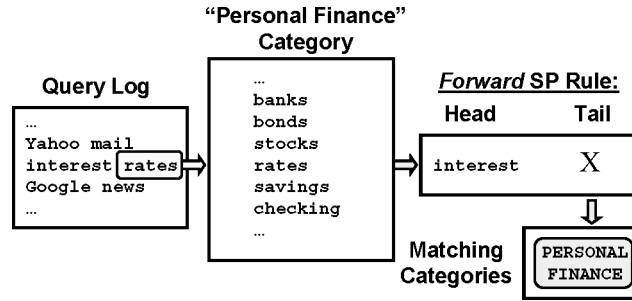 “Personal Finance”
Category
Query Log
…
Yahoo mail
interest rates
Google news
…
…
banks
bonds
stocks
rates
savings
checking
…
Forward SP Rule:
Head Tail
interest X
Matching
Categories
PERSONAL
FINANCE